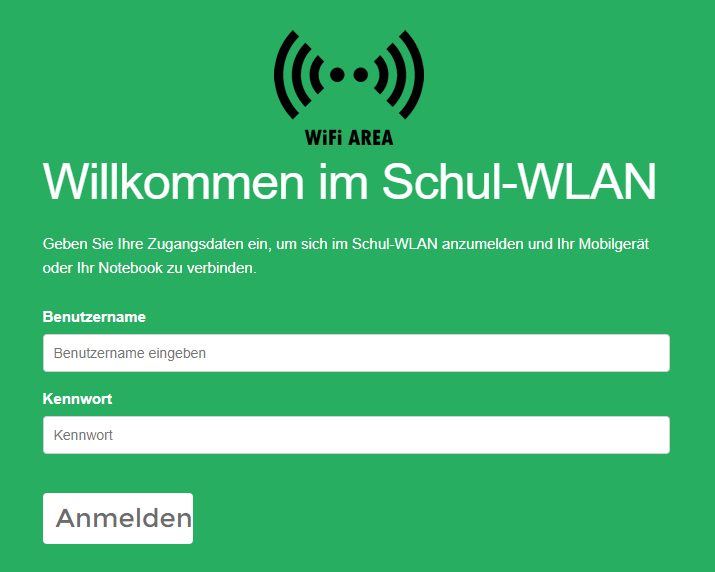 WiFi AREA
Willkommen im Schul-WLAN
Geben Sie Ihre Zugangsdaten ein, um sich im Schul-WLAN anzumelden und Ihr Mobilgerät
oder Ihr Notebook zu verbinden.
Benutzername
Benutzername eingeben
Kennwort
Kennwort
Anmelden